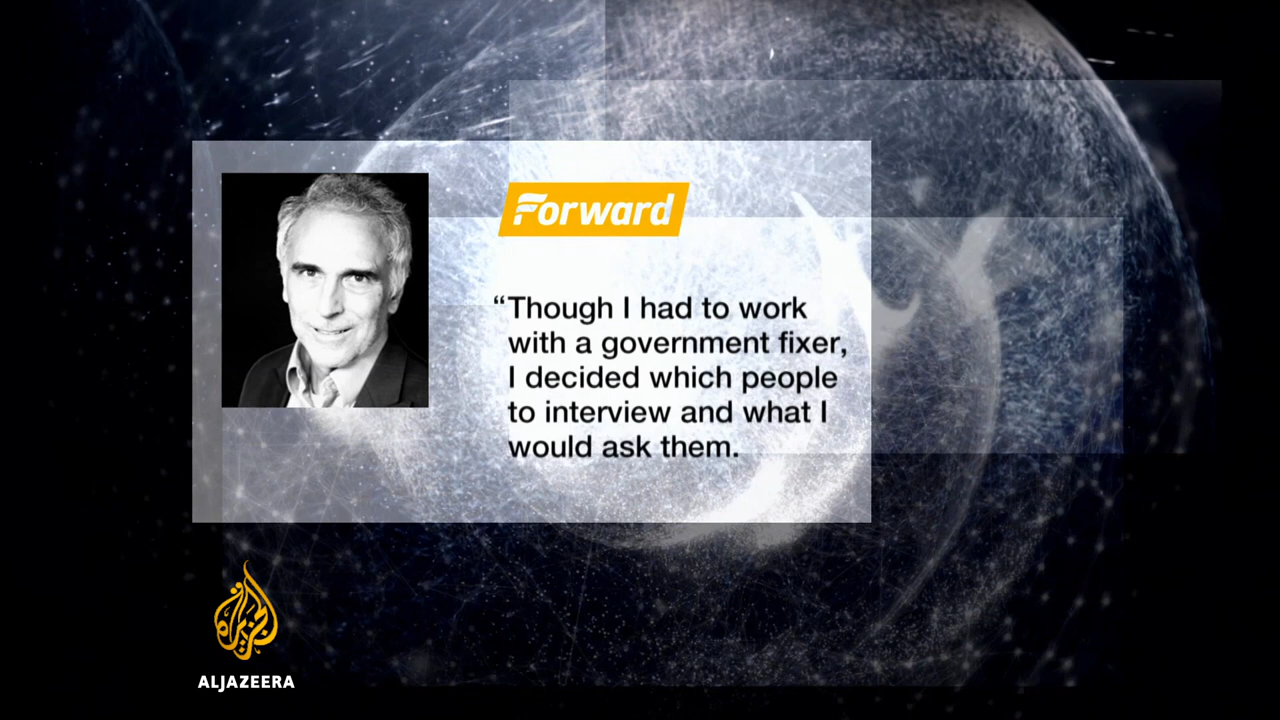 Forward
“Though I had to work
with a government fixer,
I decided which people
to interview and what I
would ask them.
الجزيرة
ALJAZEERA